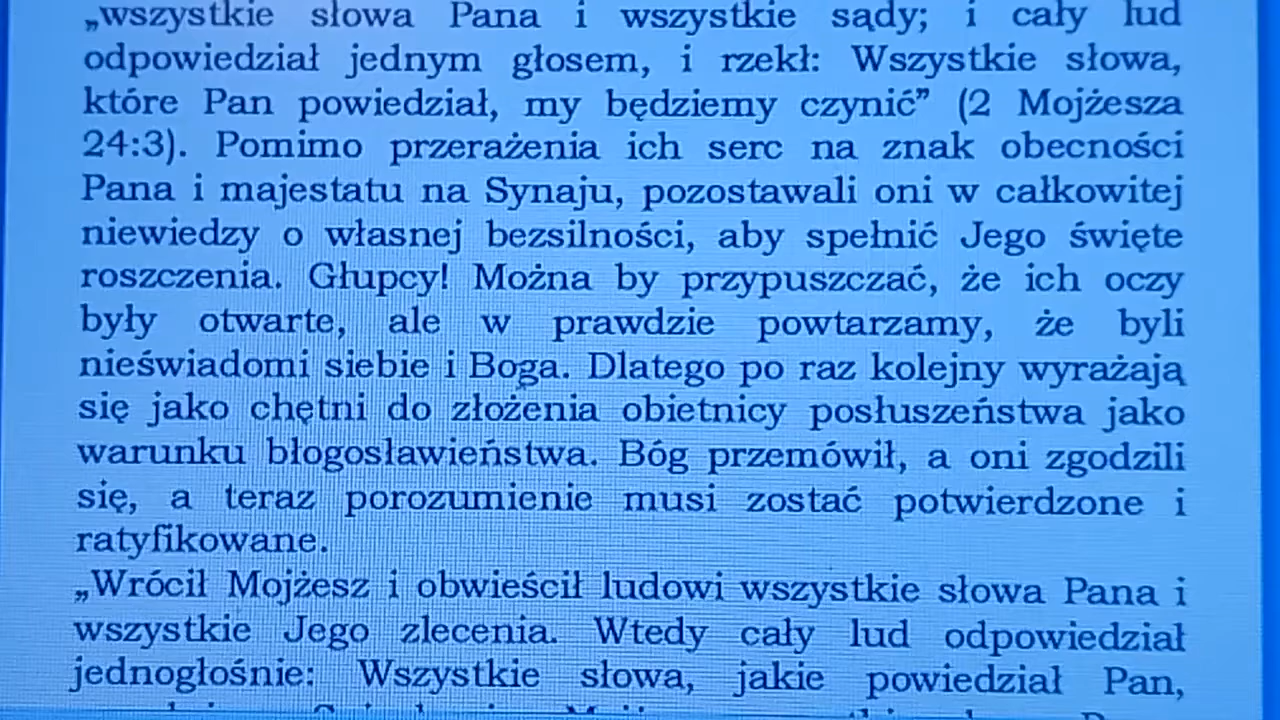 „wszystkie słowa Pana i wszystkie sądy; i cały lud
odpowiedział jednym głosem, i rzekł: Wszystkie słowa,
które Pan powiedział, my będziemy czynić” (2 Mojżesza
24:3). Pomimo przerażenia ich serc na znak obecności
Pana i majestatu na Synaju, pozostawali oni w całkowitej
niewiedzy o własnej bezsilności, aby spełnić Jego święte
roszczenia. Głupcy! Można by przypuszczać, że ich oczy
były otwarte, ale w prawdzie powtarzamy, że byli
nieświadomi siebie i Boga. Dlatego po raz kolejny wyrażają
się jako chętni do złożenia obietnicy posłuszeństwa jako
warunku błogosławieństwa. Bóg przemówił, a oni zgodzili
się, a teraz porozumienie musi zostać potwierdzone i
ratyfikowane.
„Wrócił Mojżesz i obwieścił ludowi wszystkie słowa Pana i
wszystkie Jego zlecenia. Wtedy cały lud odpowiedział
jednogłośnie: Wszystkie słowa, jakie powiedział Pan,